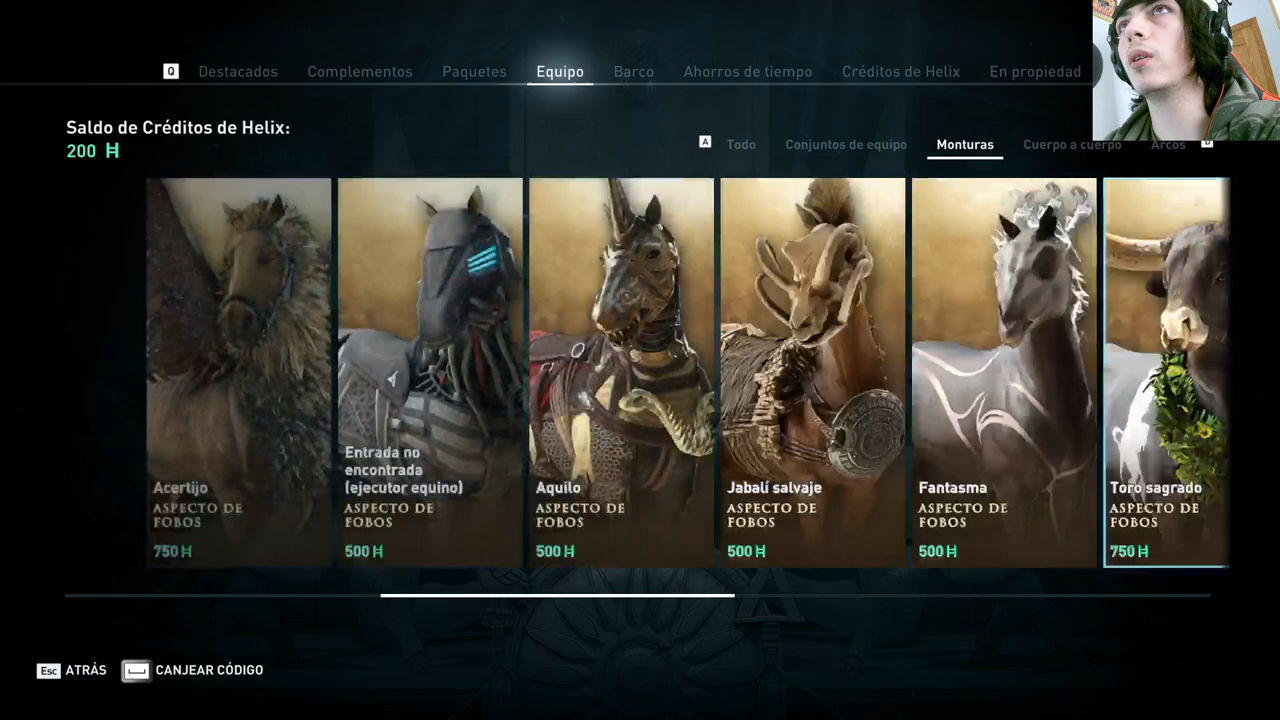 Q Destacados Complementos Paquetes Equipo Barco Ahorros de tiempo Créditos de Helix En propiedad
Saldo de Créditos de Helix:
200
A Todo Conjuntos de equipo Monturas Cuerpo a cuerpo Arcos D
Acertijo
ASPECTO DE
FOBOS
750
Entrada no
encontrada
(ejecutor equino)
ASPECTO DE
FOBOS
500
Aquilo
ASPECTO DE
FOBOS
500
Jabalí salvaje
ASPECTO DE
FOBOS
500
Fantasma
ASPECTO DE
FOBOS
500
Toro sagrado
ASPECTO DE
FOBOS
750
Esc ATRÁS CANJEAR CÓDIGO